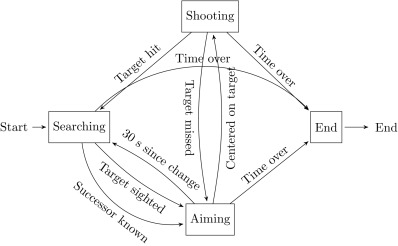 Shooting
Target hit
Time over
Time over
Target missed
Centered on target
Start
Searching
End
End
30 s since change
Target sighted
Successor known
Time over
Aiming